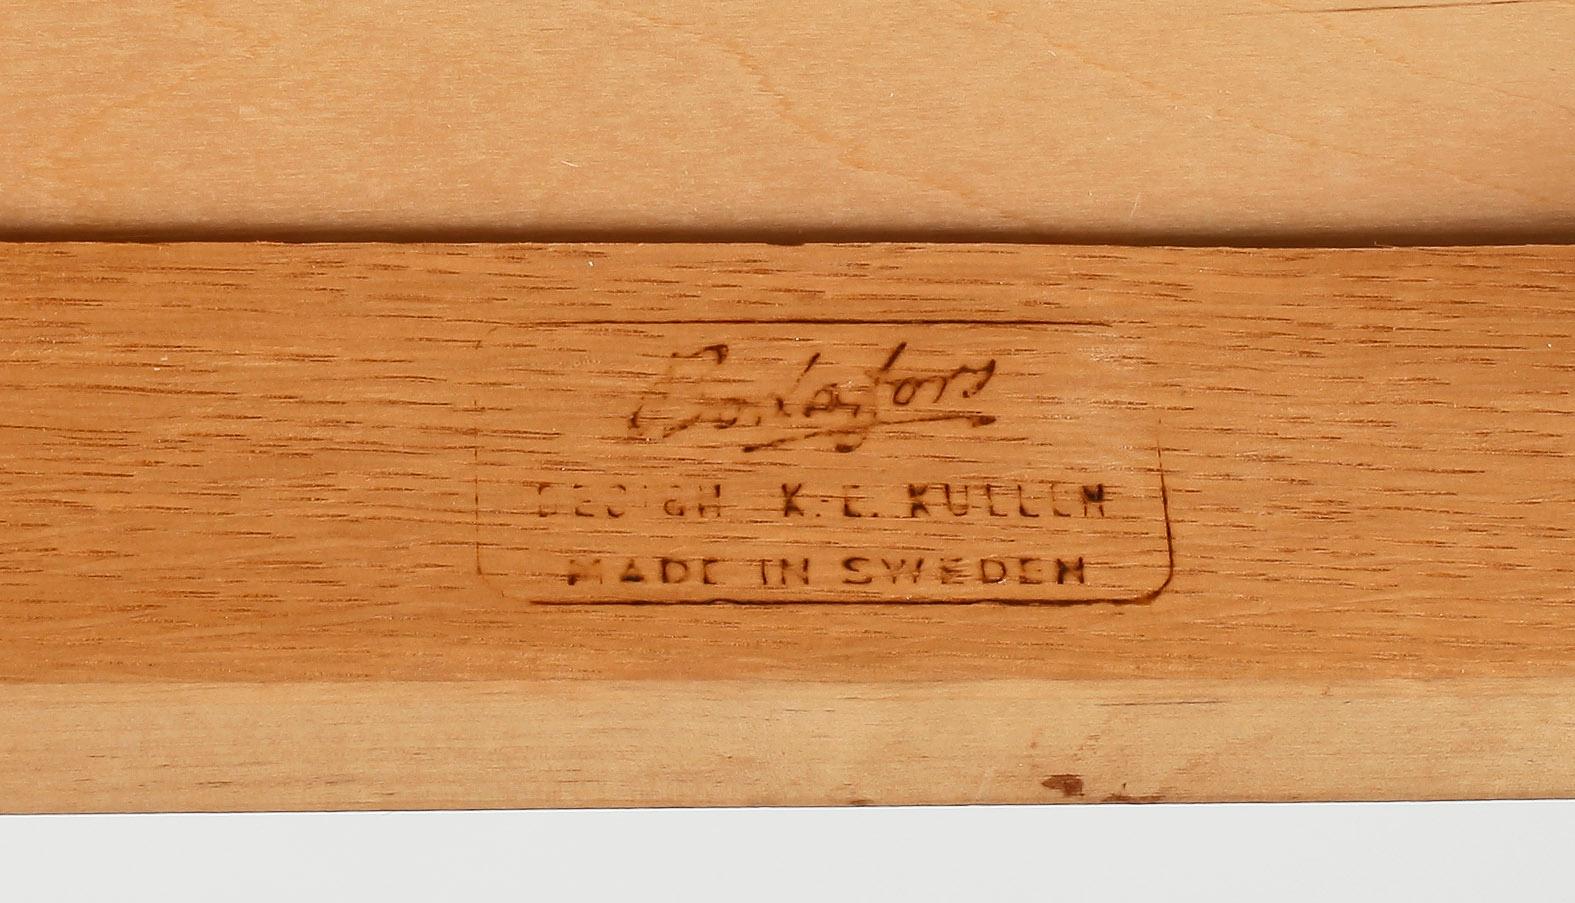 Bodafors
DESIGN K.-E. KULLEN
MADE IN SWEDEN